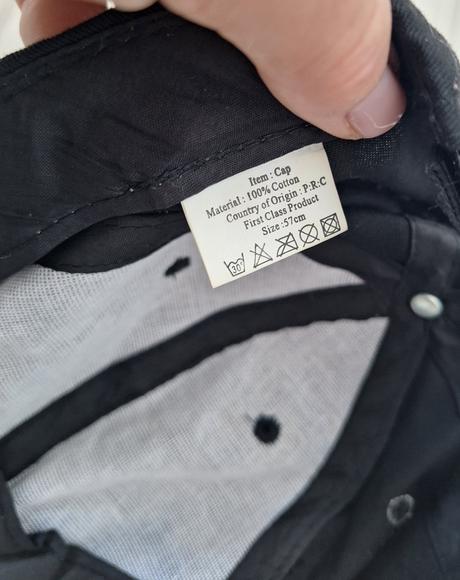 Item : Cap
Material : 100% Cotton
Country of Origin : P.R.C
First Class Product
Size :57cm
30°